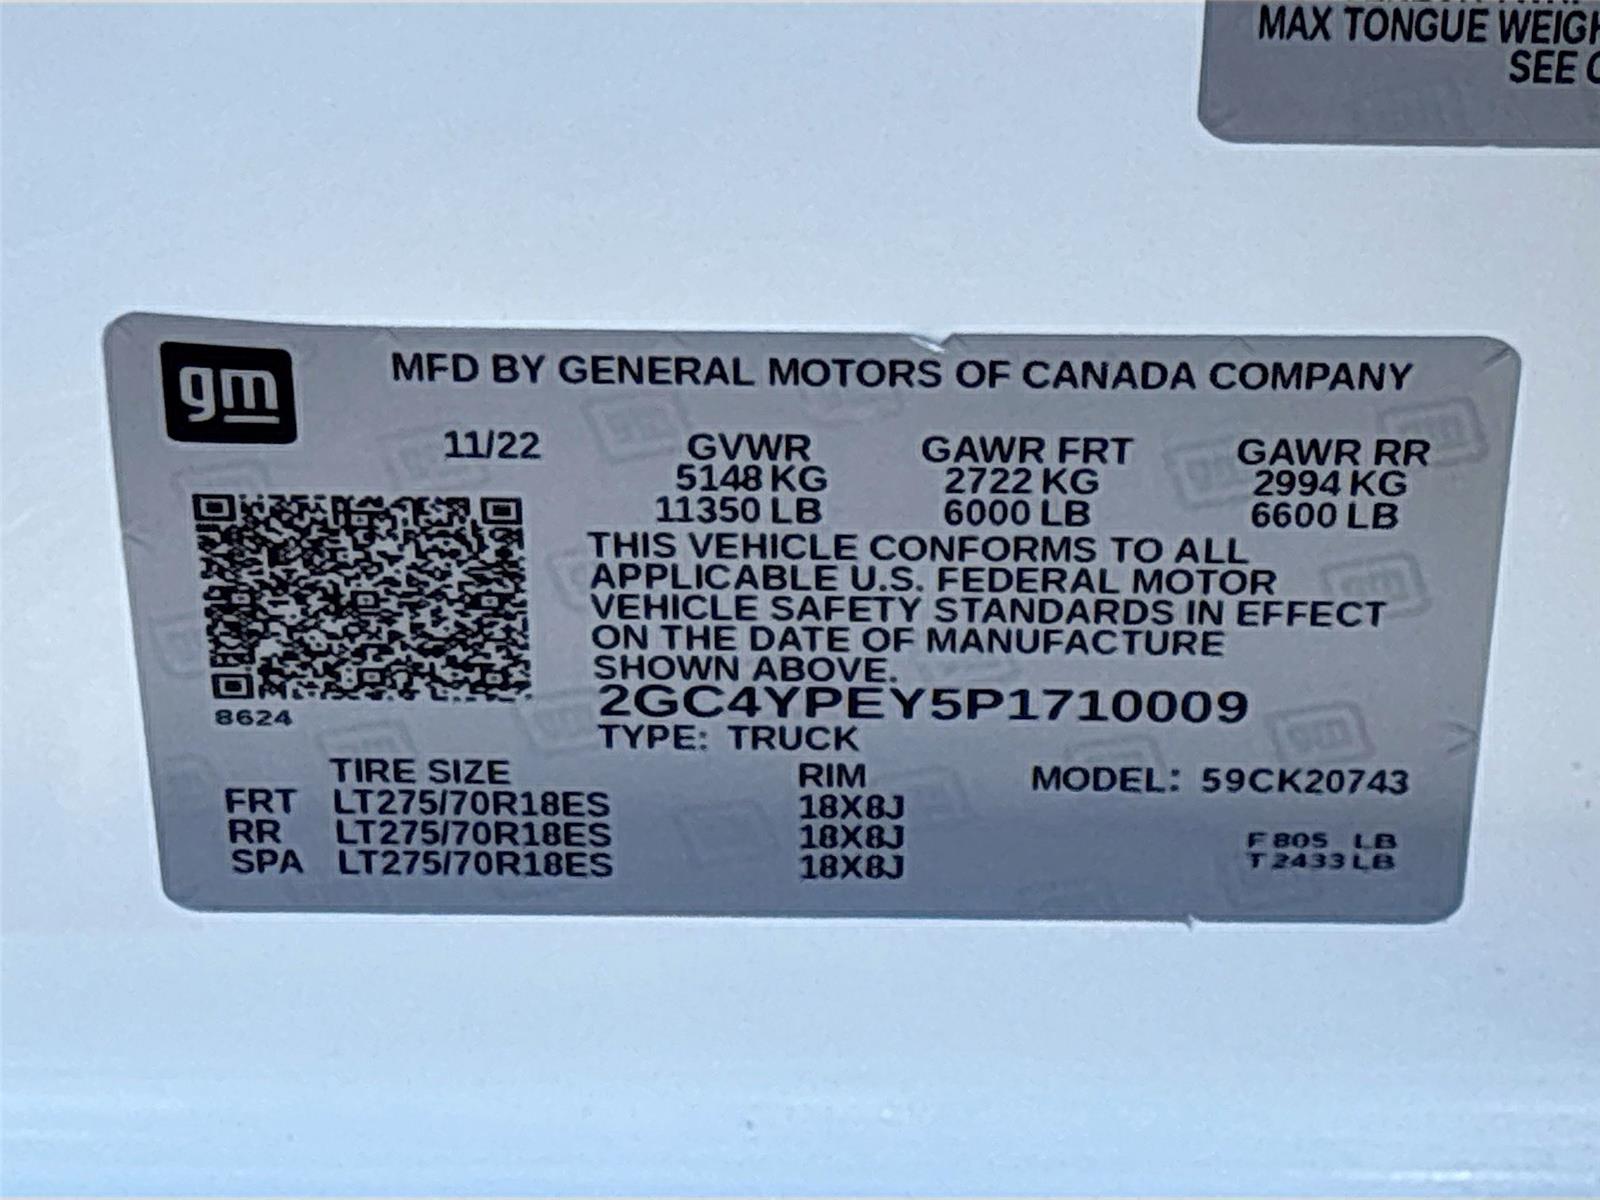 MAX TONGUE
SEE
gm
MFD BY GENERAL MOTORS OF CANADA COMPANY
11/22 GVWR GAWR FRT GAWR RR
5148 KG 2722 KG 2994 KG
11350 LB 6000 LB 6600 LB
THIS VEHICLE CONFORMS TO ALL
APPLICABLE U.S. FEDERAL MOTOR
VEHICLE SAFETY STANDARDS IN EFFECT
ON THE DATE OF MANUFACTURE
SHOWN ABOVE.
2GC4YPEY5P1710009
8624
TYPE: TRUCK
TIRE SIZE RIM MODEL: 59CK20743
FRT LT275/70R18ES 18X8J
RR LT275/70R18ES 18X8J
SPA LT275/70R18ES 18X8J
F 805 LB
T 2433 LB